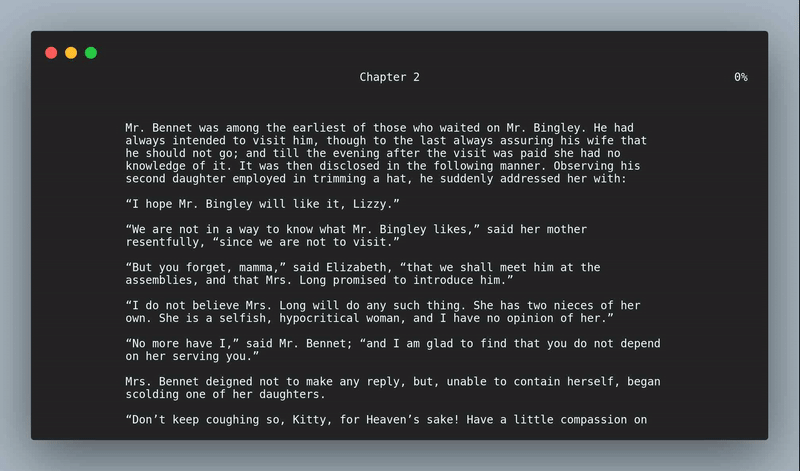 Chapter 2
0%
Mr. Bennet was among the earliest of those who waited on Mr. Bingley. He had
always intended to visit him, though to the last always assuring his wife that
he should not go; and till the evening after the visit was paid she had no
knowledge of it. It was then disclosed in the following manner. Observing his
second daughter employed in trimming a hat, he suddenly addressed her with:
“I hope Mr. Bingley will like it, Lizzy.”
“We are not in a way to know what Mr. Bingley likes,” said her mother
resentfully, “since we are not to visit.”
“But you forget, mamma,” said Elizabeth, “that we shall meet him at the
assemblies, and that Mrs. Long promised to introduce him.”
“I do not believe Mrs. Long will do any such thing. She has two nieces of her
own. She is a selfish, hypocritical woman, and I have no opinion of her.”
“No more have I,” said Mr. Bennet; “and I am glad to find that you do not depend
on her serving you.”
Mrs. Bennet deigned not to make any reply, but, unable to contain herself, began
scolding one of her daughters.
“Don’t keep coughing so, Kitty, for Heaven’s sake! Have a little compassion on